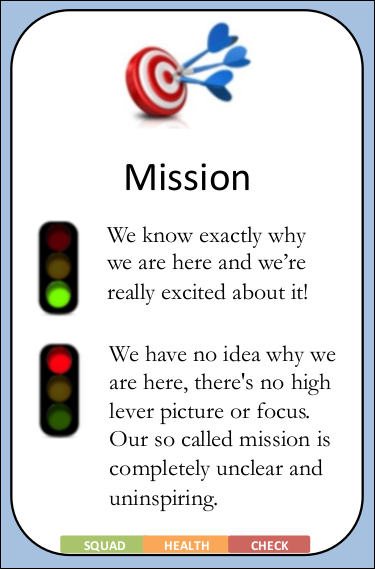 Mission
We know exactly why
we are here and we’re
really excited about it!
We have no idea why we
are here, there's no high
lever picture or focus.
Our so called mission is
completely unclear and
uninspiring.
SQUAD HEALTH CHECK